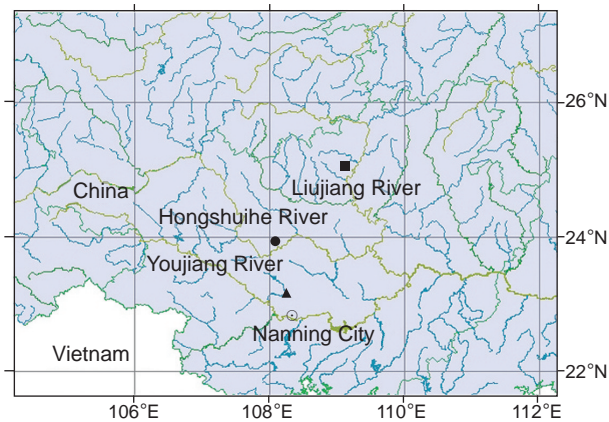 26°N
Liujiang River
China
Hongshuihe River
24°N
Youjiang River
Nanning City
Vietnam
22°N
106°E 108°E 110°E 112°E